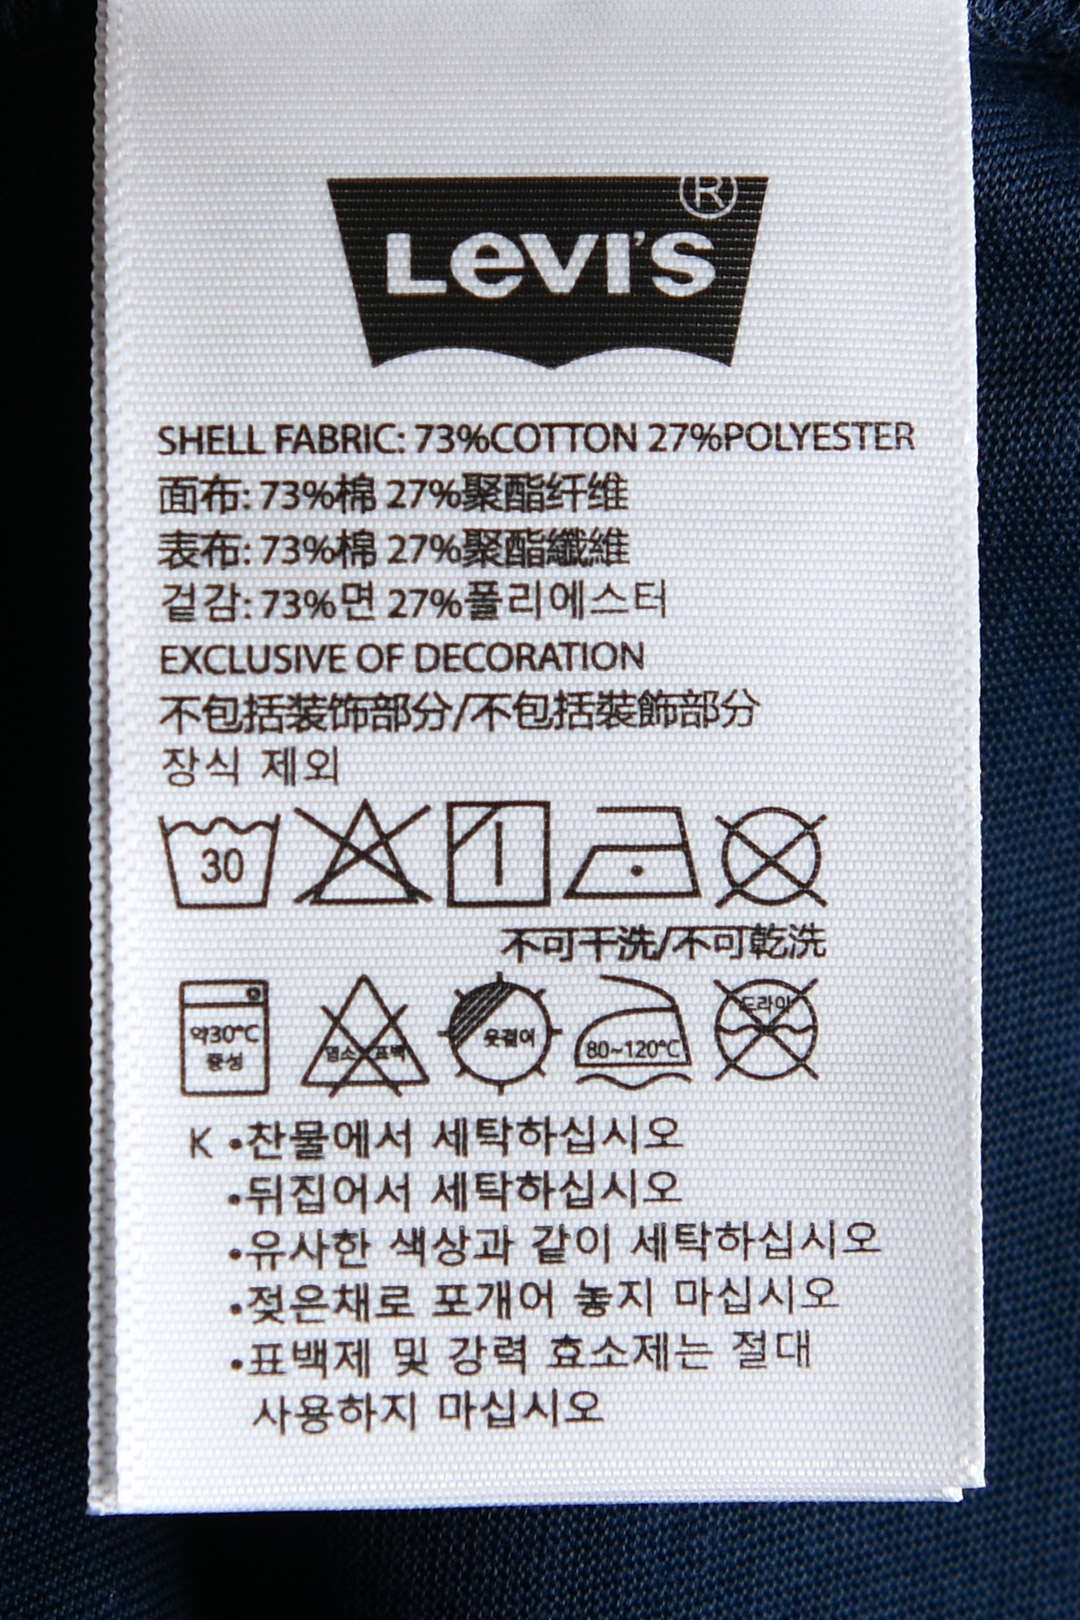 LEVI'S ®
SHELL FABRIC: 73%COTTON 27%POLYESTER
面布: 73%棉 27%聚酯纤维
表布: 73%棉 27%聚酯纖維
겉감: 73%면 27%폴리에스터
EXCLUSIVE OF DECORATION
不包括装饰部分/不包括裝飾部分
장식 제외
30
不可干洗/不可乾洗
약30℃
중성
염소 표백
옷걸이
80~120℃
드라이
K •찬물에서 세탁하십시오
•뒤집어서 세탁하십시오
•유사한 색상과 같이 세탁하십시오
•젖은채로 포개어 놓지 마십시오
•표백제 및 강력 효소제는 절대
사용하지 마십시오